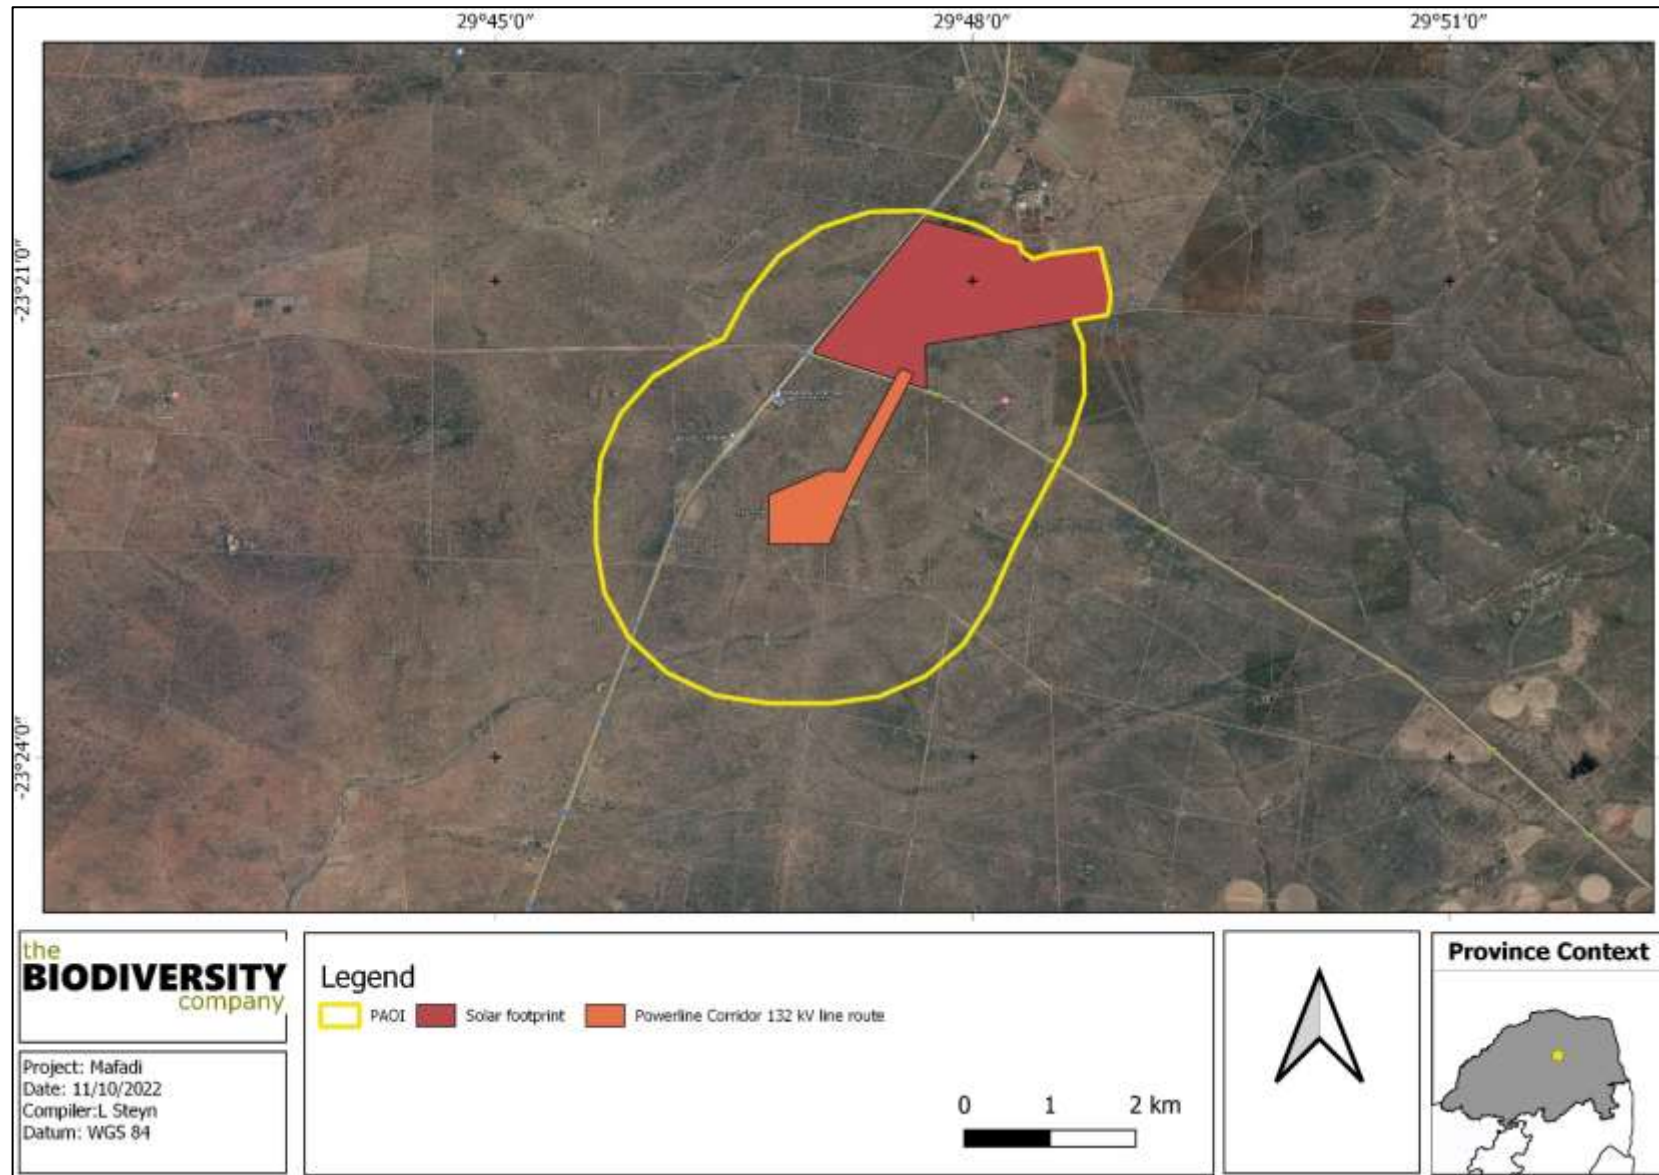 29°45′0″ 29°48′0″ 29°51′0″
-23°21′0″
-23°24′0″
the
BIODIVERSITY
company
Project: Mafadi
Date: 11/10/2022
Compiler:L Steyn
Datum: WGS 84
Legend
PAOI Solar footprint Powerline Corridor 132 kV line route
0 1 2 km
Province Context